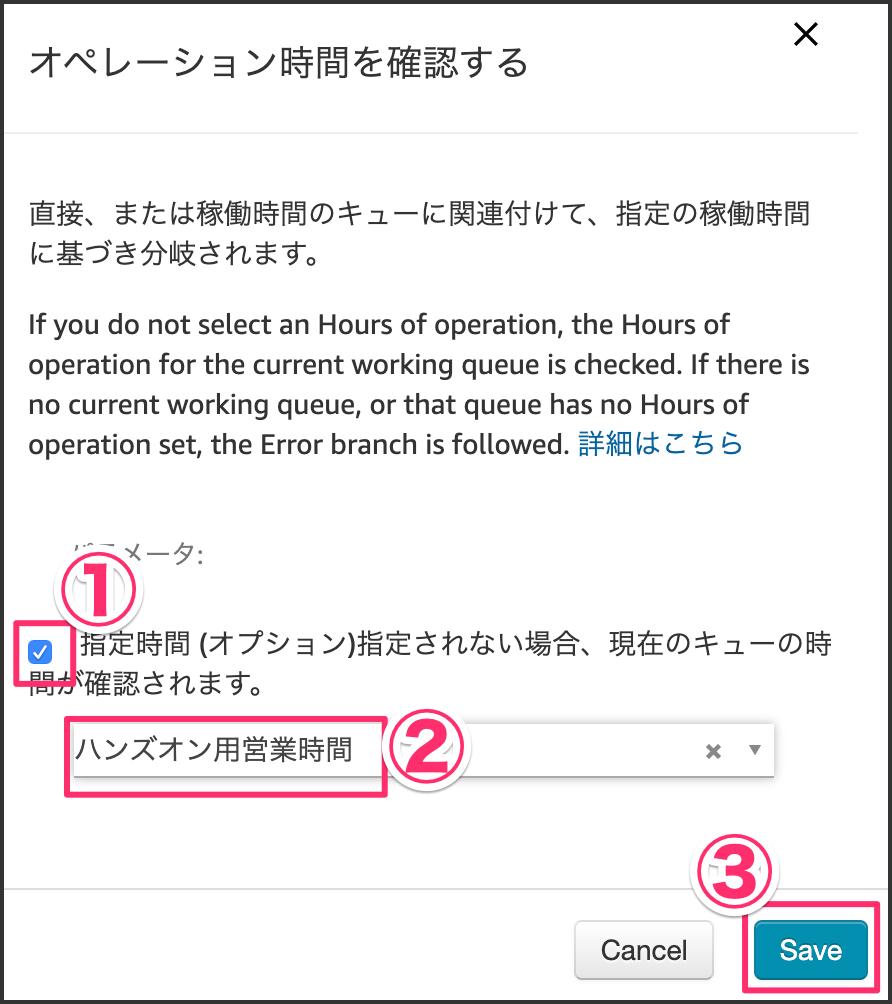 オペレーション時間を確認する
直接、または稼働時間のキューに関連付けて、指定の稼働時間
に基づき分岐されます。
If you do not select an Hours of operation, the Hours of
operation for the current working queue is checked. If there is
no current working queue, or that queue has no Hours of
operation set, the Error branch is followed. 詳細はこちら
パラメータ:
①
指定時間 (オプション)指定されない場合、現在のキューの時
間が確認されます。
ハンズオン用営業時間 ②
③
Cancel Save